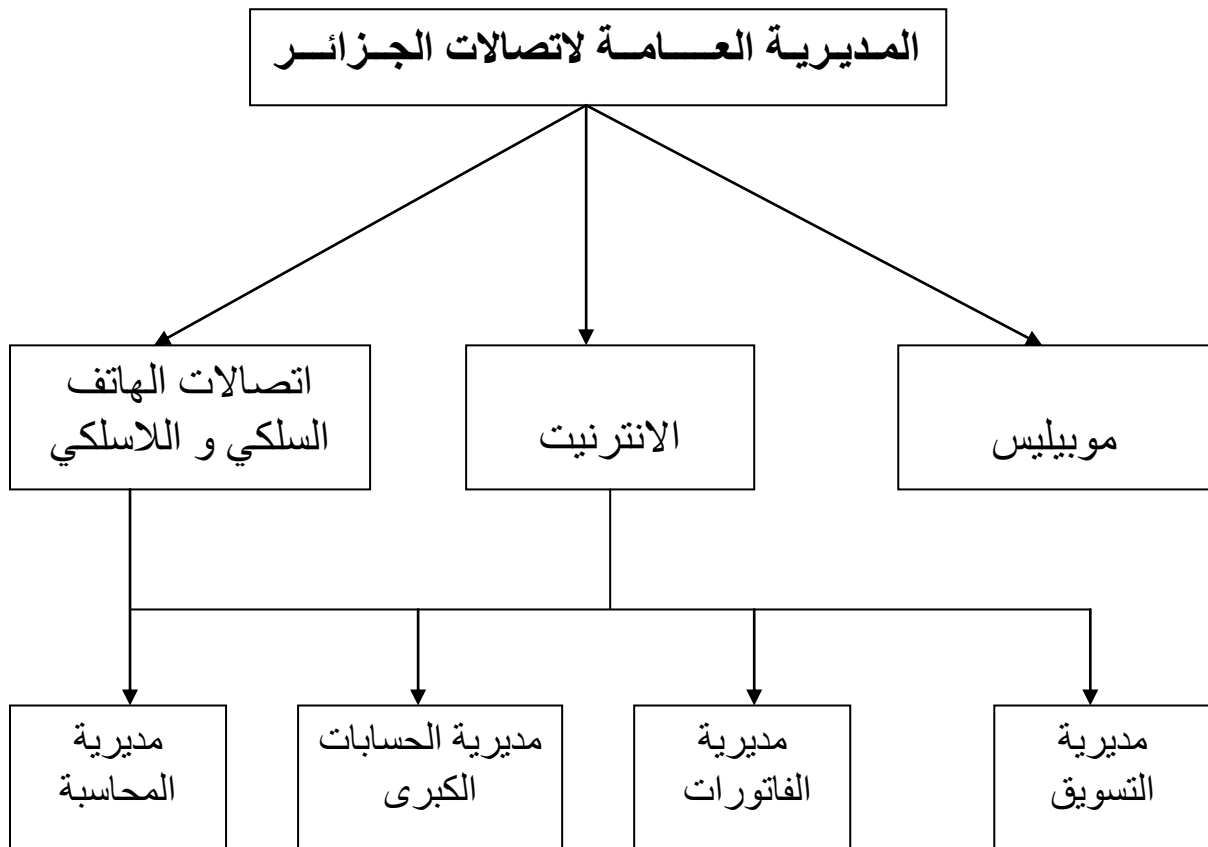 المديرية العامة لاتصالات الجزائر
موبيليس
الانترنيت
اتصالات الهاتف
السلكي و اللاسلكي
مديرية
التسويق
مديرية
الفاتورات
مديرية الحسابات
الكبرى
مديرية
المحاسبة